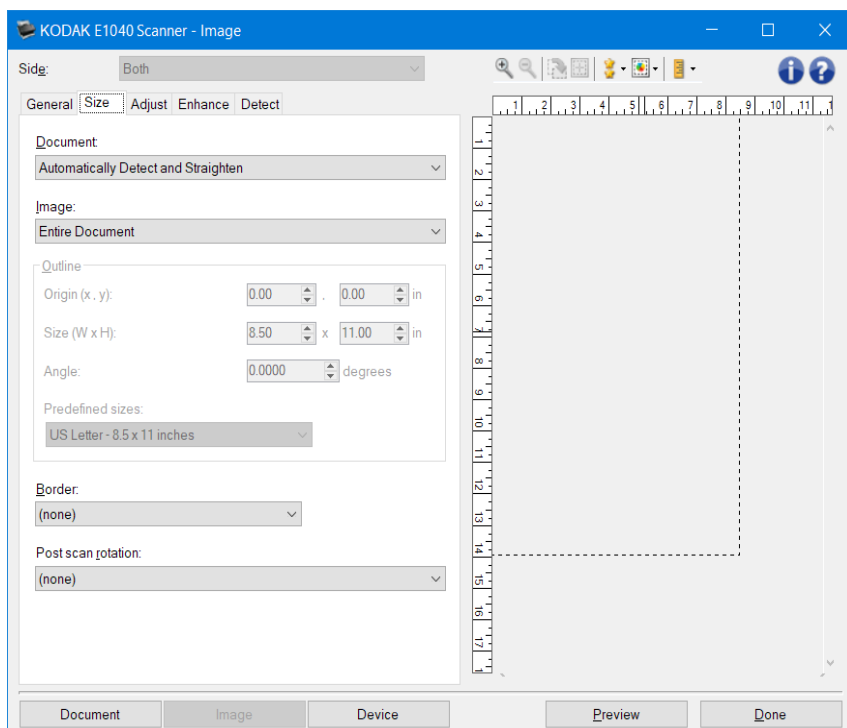 KODAK E1040 Scanner - Image
Side: Both
General Size Adjust Enhance Detect
Document:
Automatically Detect and Straighten
Image:
Entire Document
Outline
Origin (x , y): 0.00 , 0.00 in
Size (W x H): 8.50 x 11.00 in
Angle: 0.0000 degrees
Predefined sizes:
US Letter - 8.5 x 11 inches
Border:
(none)
Post scan rotation:
(none)
1 2 3 4 5 6 7 8 9 10 11 1
1
2
3
4
5
6
7
8
9
10
11
12
13
14
15
16
17
1
Document Image Device Preview Done